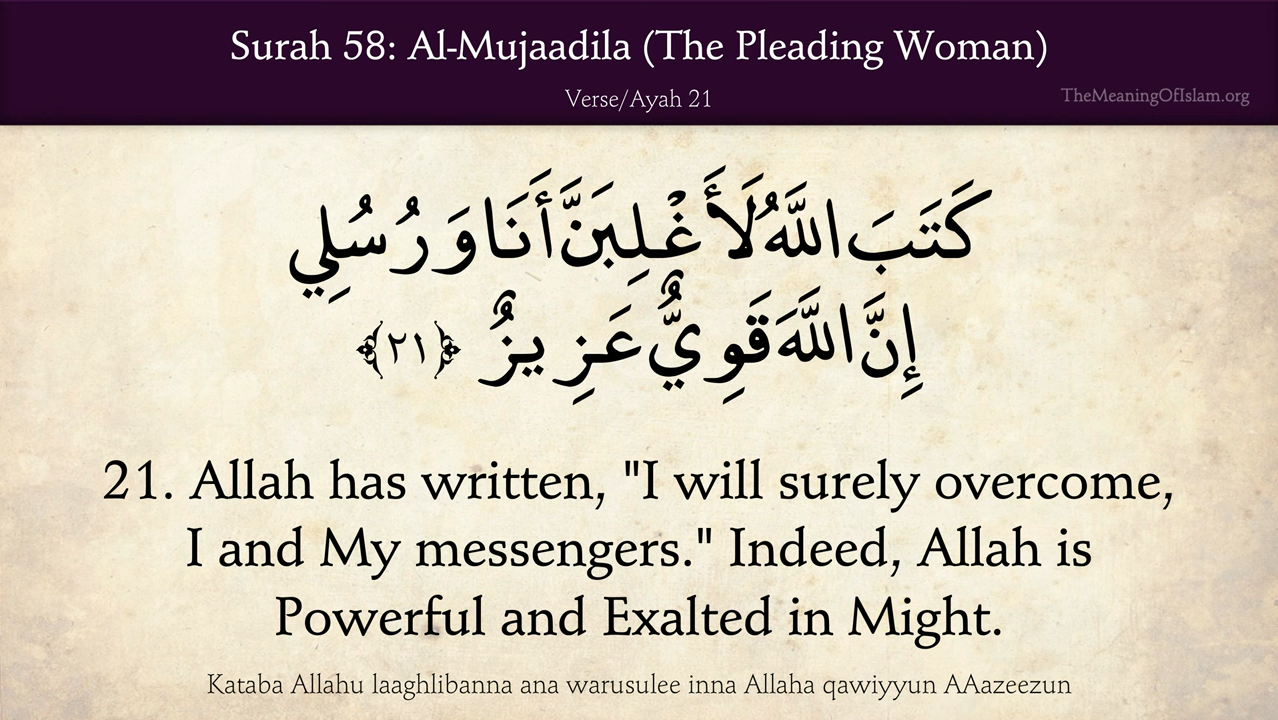 Surah 58: Al-Mujaadila (The Pleading Woman)
Verse/Ayah 21
TheMeaningOfIslam.org
كَتَبَ اللَّهُ لَأَغْلِبَنَّ أَنَا وَرُسُلِي
إِنَّ اللَّهَ قَوِيٌّ عَزِيزٌ ﴿٢١﴾
21. Allah has written, "I will surely overcome,
I and My messengers." Indeed, Allah is
Powerful and Exalted in Might.
Kataba Allahu laaghlibanna ana warusulee inna Allaha qawiyyun AAazeezun